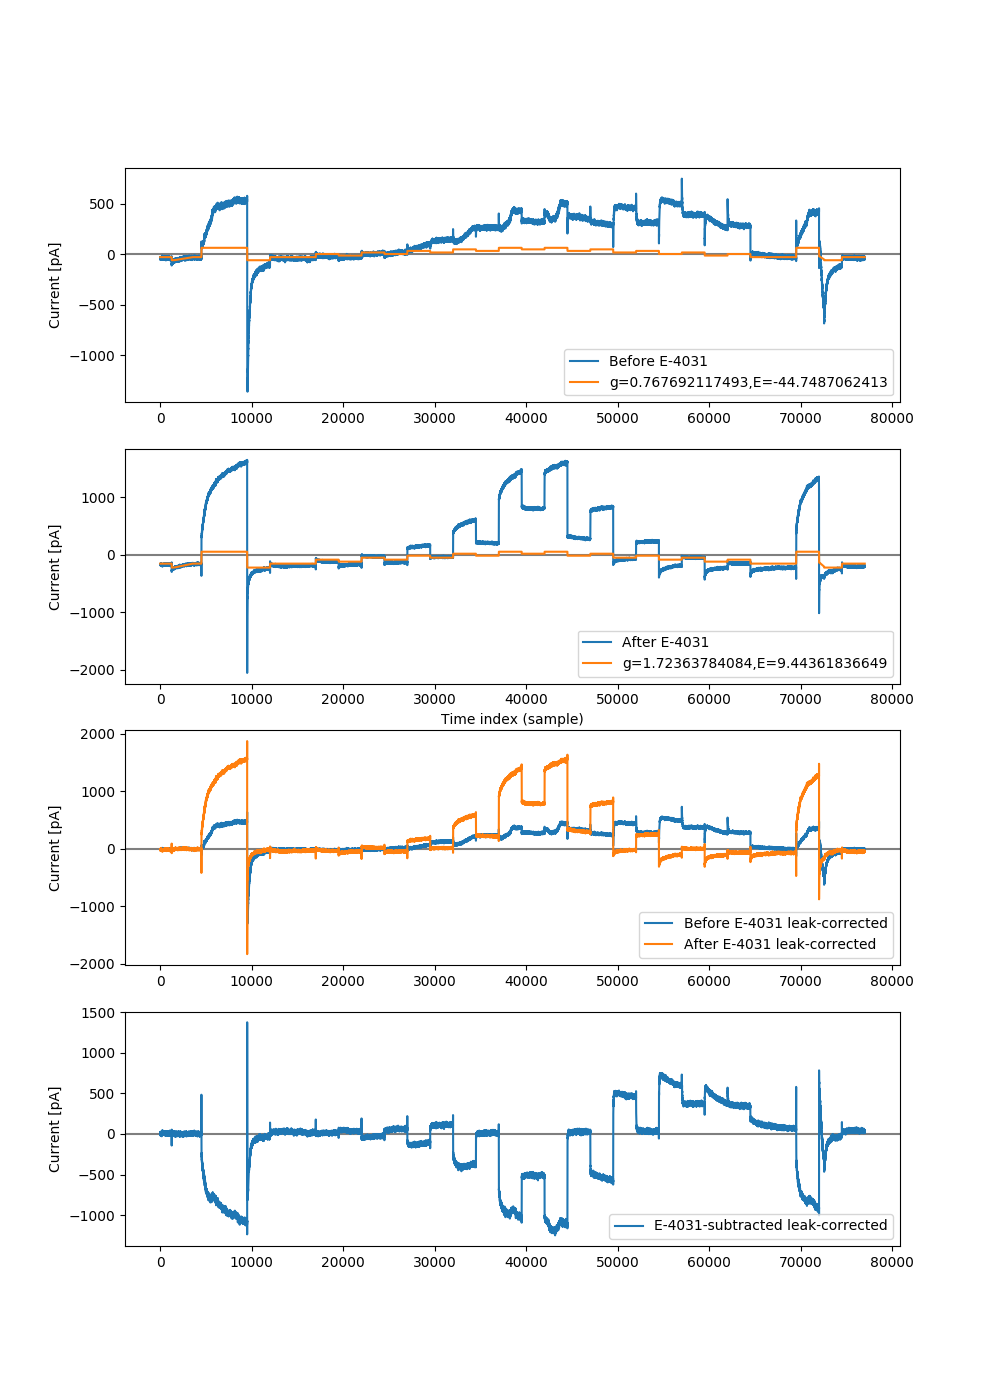 500
0
−500
−1000
Current [pA]
Before E-4031
g=0.767692117493,E=-44.7487062413
0 10000 20000 30000 40000 50000 60000 70000 80000
1000
0
−1000
−2000
Current [pA]
After E-4031
g=1.72363784084,E=9.44361836649
0 10000 20000 30000 40000 50000 60000 70000 80000
Time index (sample)
2000
1000
0
−1000
−2000
Current [pA]
Before E-4031 leak-corrected
After E-4031 leak-corrected
0 10000 20000 30000 40000 50000 60000 70000 80000
1500
1000
500
0
−500
−1000
Current [pA]
E-4031-subtracted leak-corrected
0 10000 20000 30000 40000 50000 60000 70000 80000